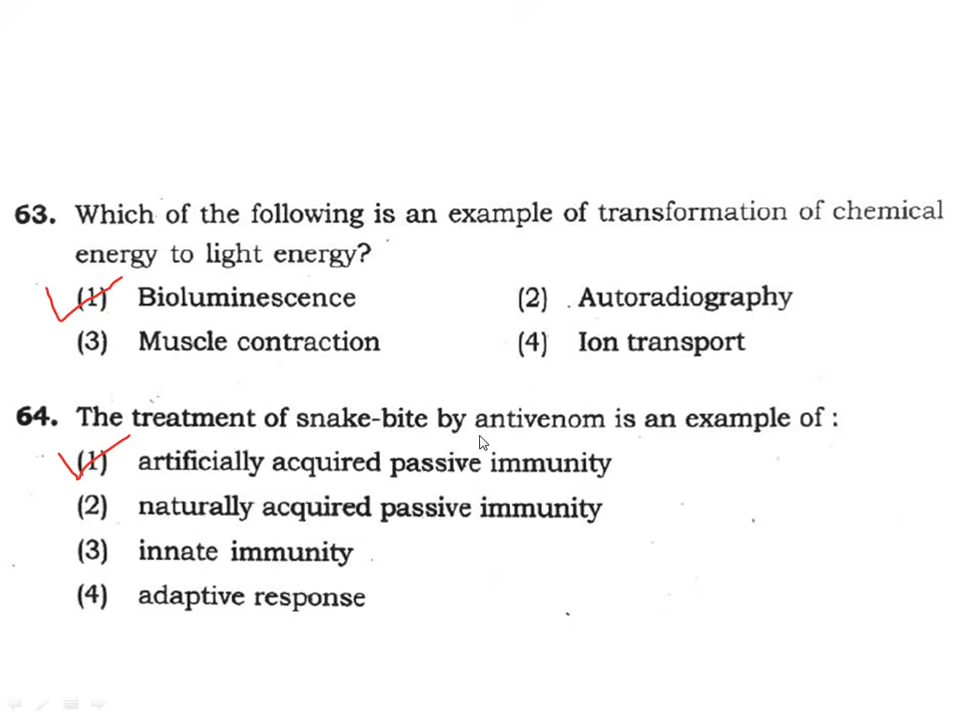 63. Which of the following is an example of transformation of chemical
energy to light energy?
(1) Bioluminescence (2) Autoradiography
(3) Muscle contraction (4) Ion transport
64. The treatment of snake-bite by antivenom is an example of :
(1) artificially acquired passive immunity
(2) naturally acquired passive immunity
(3) innate immunity
(4) adaptive response